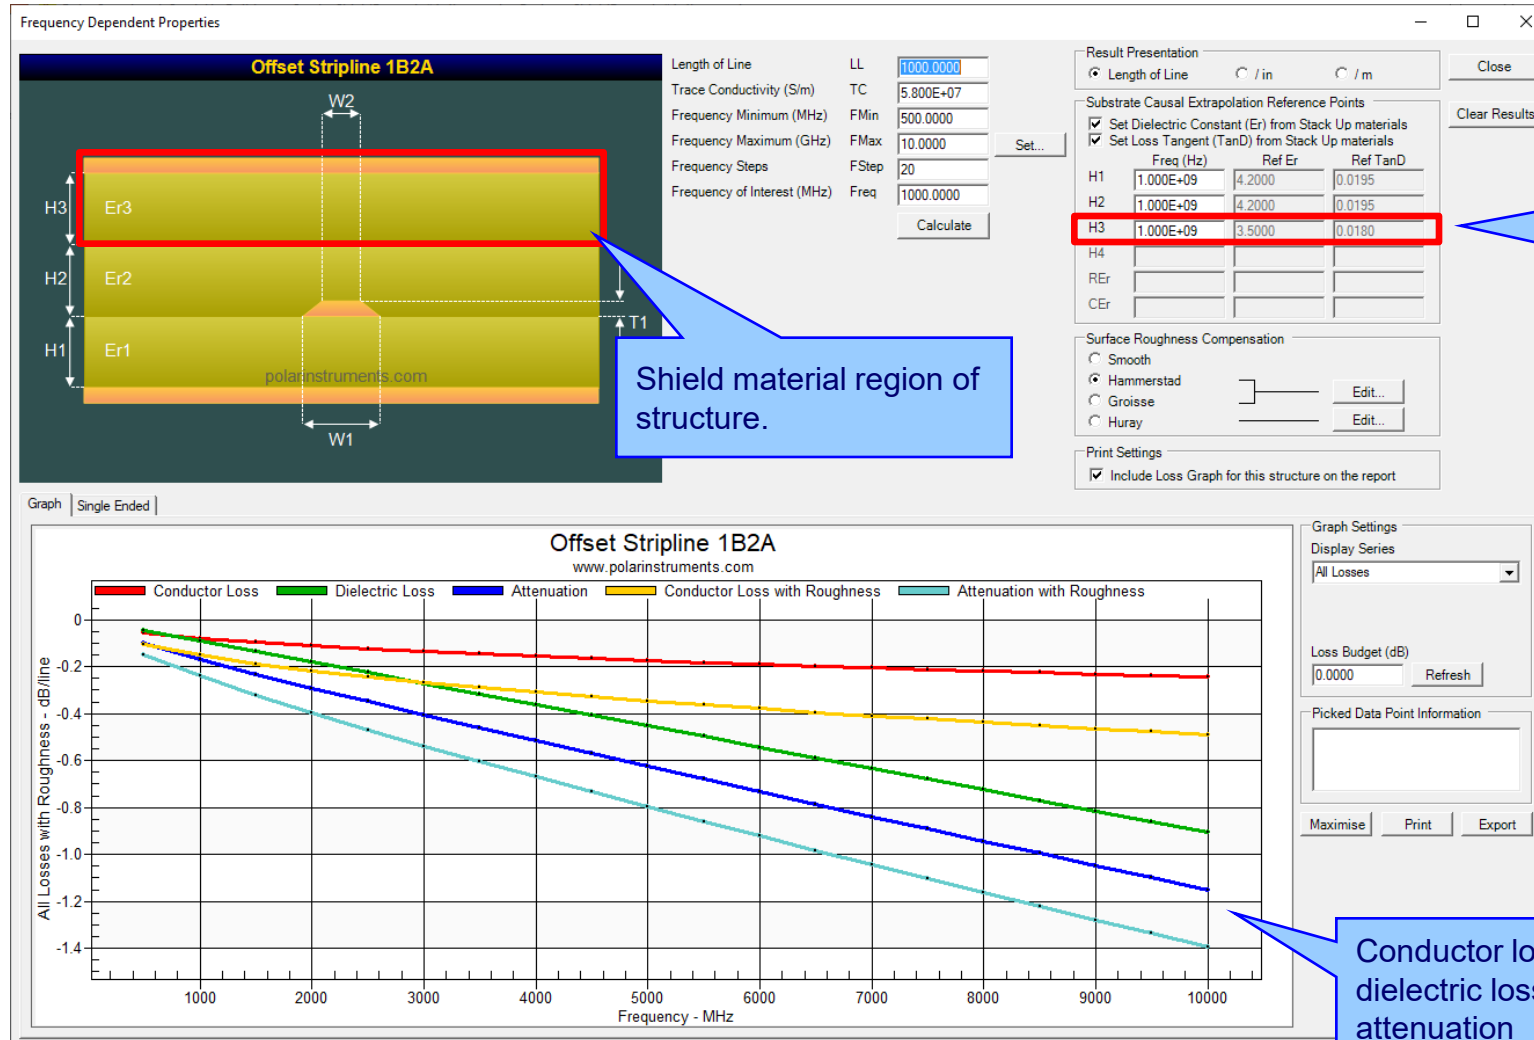 Frequency Dependent Properties
Offset Stripline 1B2A
W2
H3
Er3
H2
Er2
T1
H1
Er1
polarinstruments.com
W1
Length of Line LL 1000.0000
Trace Conductivity (S/m) TC 5.800E+07
Frequency Minimum (MHz) FMin 500.0000
Frequency Maximum (GHz) FMax 10.0000 Set...
Frequency Steps FStep 20
Frequency of Interest (MHz) Freq 1000.0000
Calculate
Result Presentation
Length of Line / in / m
Close
Clear Results
Substrate Causal Extrapolation Reference Points
Set Dielectric Constant (Er) from Stack Up materials
Set Loss Tangent (TanD) from Stack Up materials
Freq (Hz) Ref Er Ref TanD
H1 1.000E+09 4.2000 0.0195
H2 1.000E+09 4.2000 0.0195
H3 1.000E+09 3.5000 0.0180
H4
REr
CEr
Shield material region of
structure.
Surface Roughness Compensation
Smooth
Hammerstad
Edit...
Groisse
Huray
Edit...
Print Settings
Include Loss Graph for this structure on the report
Graph Single Ended
Offset Stripline 1B2A
www.polarinstruments.com
Conductor Loss Dielectric Loss Attenuation Conductor Loss with Roughness Attenuation with Roughness
All Losses with Roughness - dB/line
0
-0.2
-0.4
-0.6
-0.8
-1.0
-1.2
-1.4
1000 2000 3000 4000 5000 6000 7000 8000 9000 10000
Frequency - MHz
Graph Settings
Display Series
All Losses
Loss Budget (dB)
0.0000 Refresh
Picked Data Point Information
Maximise Print Export
Conductor
dielectric
attenuation